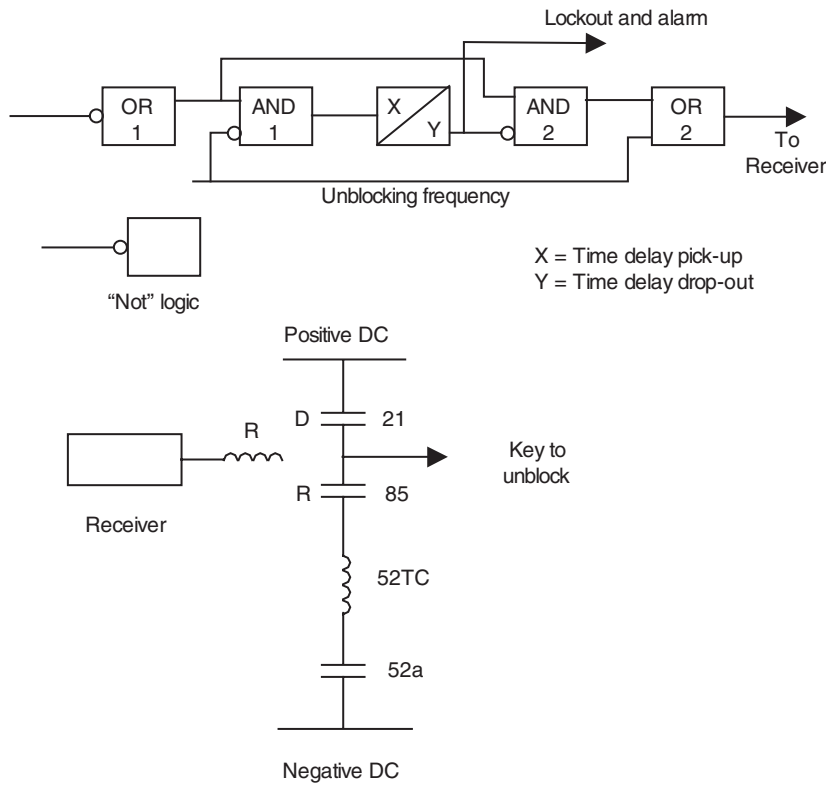 Lockout and alarm
OR
1
AND
1
X
Y
AND
2
OR
2
To
Receiver
Unblocking frequency
X = Time delay pick-up
Y = Time delay drop-out
“Not” logic
Positive DC
D
21
R
Key to
unblock
R
85
Receiver
52TC
52a
Negative DC